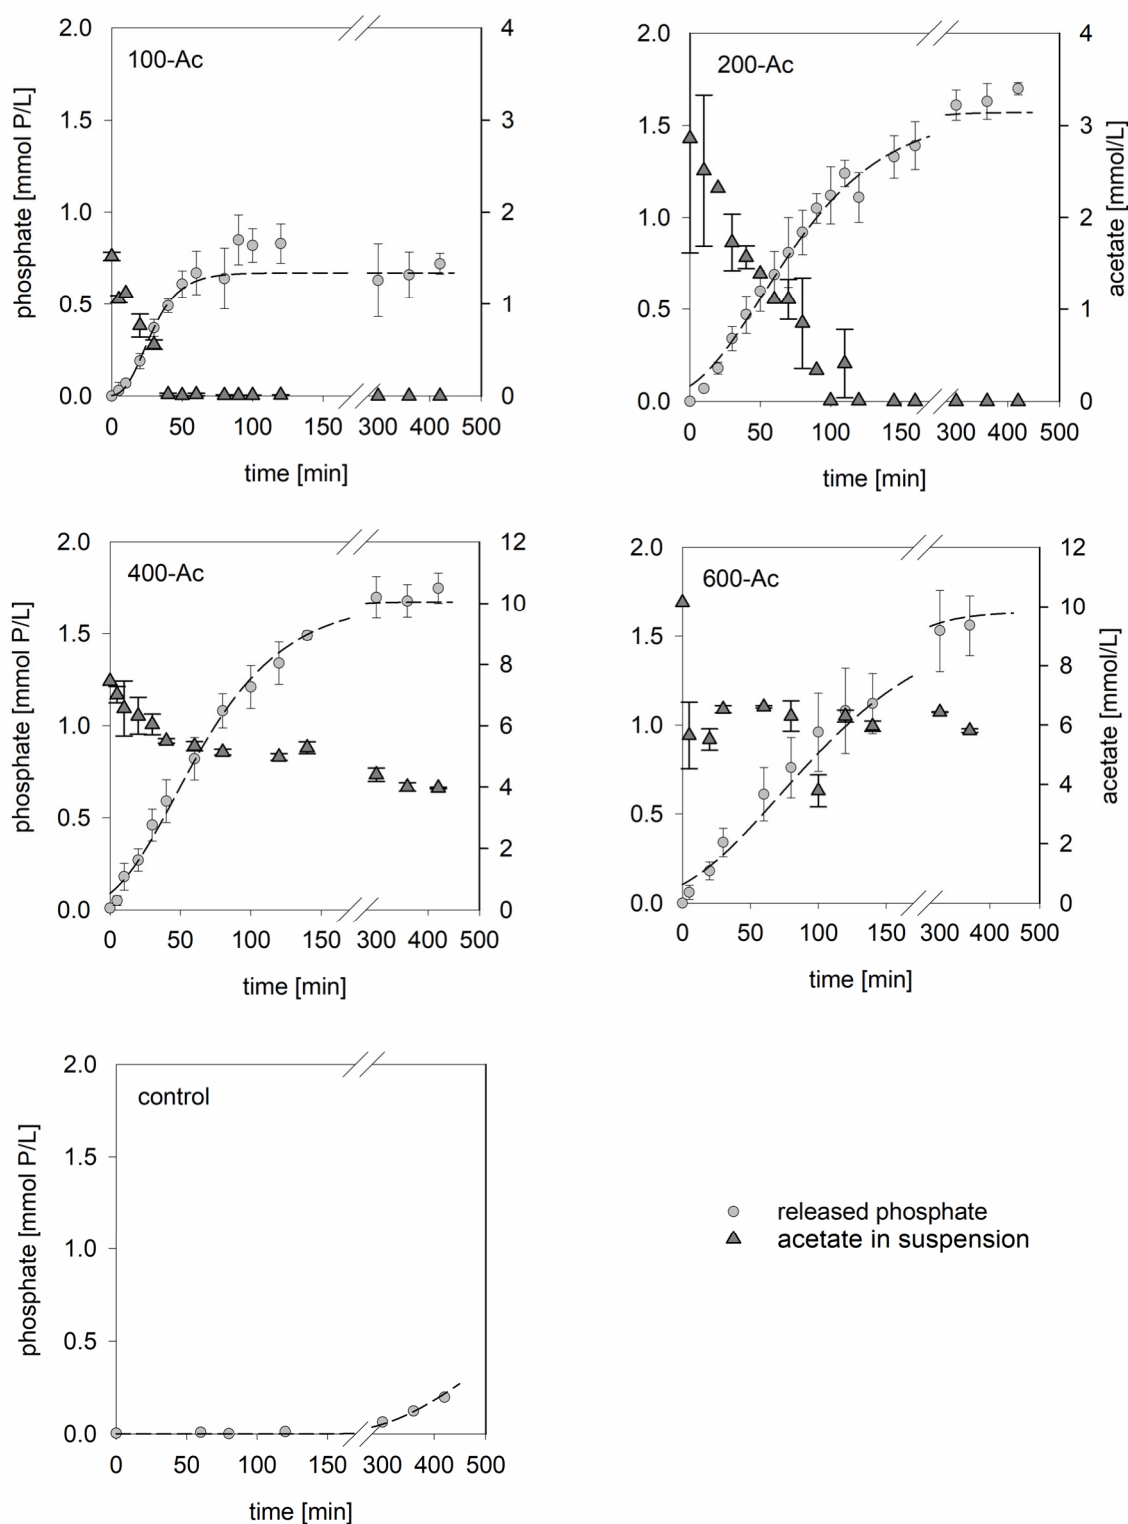 100-Ac
phosphate [mmol P/L]
2.0
1.5
1.0
0.5
0.0
4
3
2
1
0
0 50 100 150 300 400 500
time [min]
200-Ac
2.0
1.5
1.0
0.5
0.0
4
3
2
1
0
acetate [mmol/L]
0 50 100 150 300 400 500
time [min]
400-Ac
phosphate [mmol P/L]
2.0
1.5
1.0
0.5
0.0
12
10
8
6
4
2
0
0 50 100 150 300 400 500
time [min]
600-Ac
2.0
1.5
1.0
0.5
0.0
12
10
8
6
4
2
0
acetate [mmol/L]
0 50 100 150 300 400 500
time [min]
control
phosphate [mmol P/L]
2.0
1.5
1.0
0.5
0.0
0 50 100 150 300 400 500
time [min]
released phosphate
acetate in suspension